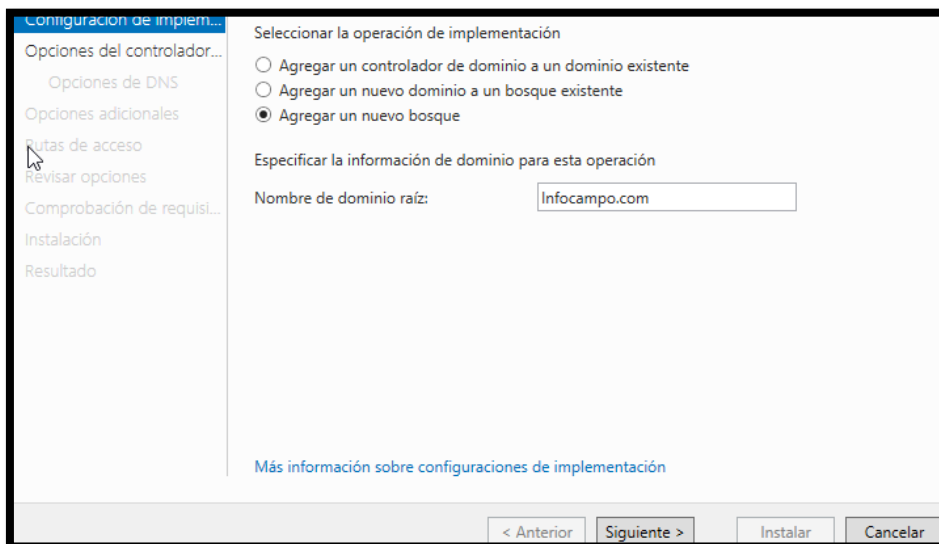 Configuración de implem...
Opciones del controlador...
Opciones de DNS
Opciones adicionales
Rutas de acceso
Revisar opciones
Comprobación de requisi...
Instalación
Resultado
Seleccionar la operación de implementación
Agregar un controlador de dominio a un dominio existente
Agregar un nuevo dominio a un bosque existente
Agregar un nuevo bosque
Especificar la información de dominio para esta operación
Nombre de dominio raíz: Infocampo.com
Más información sobre configuraciones de implementación
< Anterior Siguiente > Instalar Cancelar